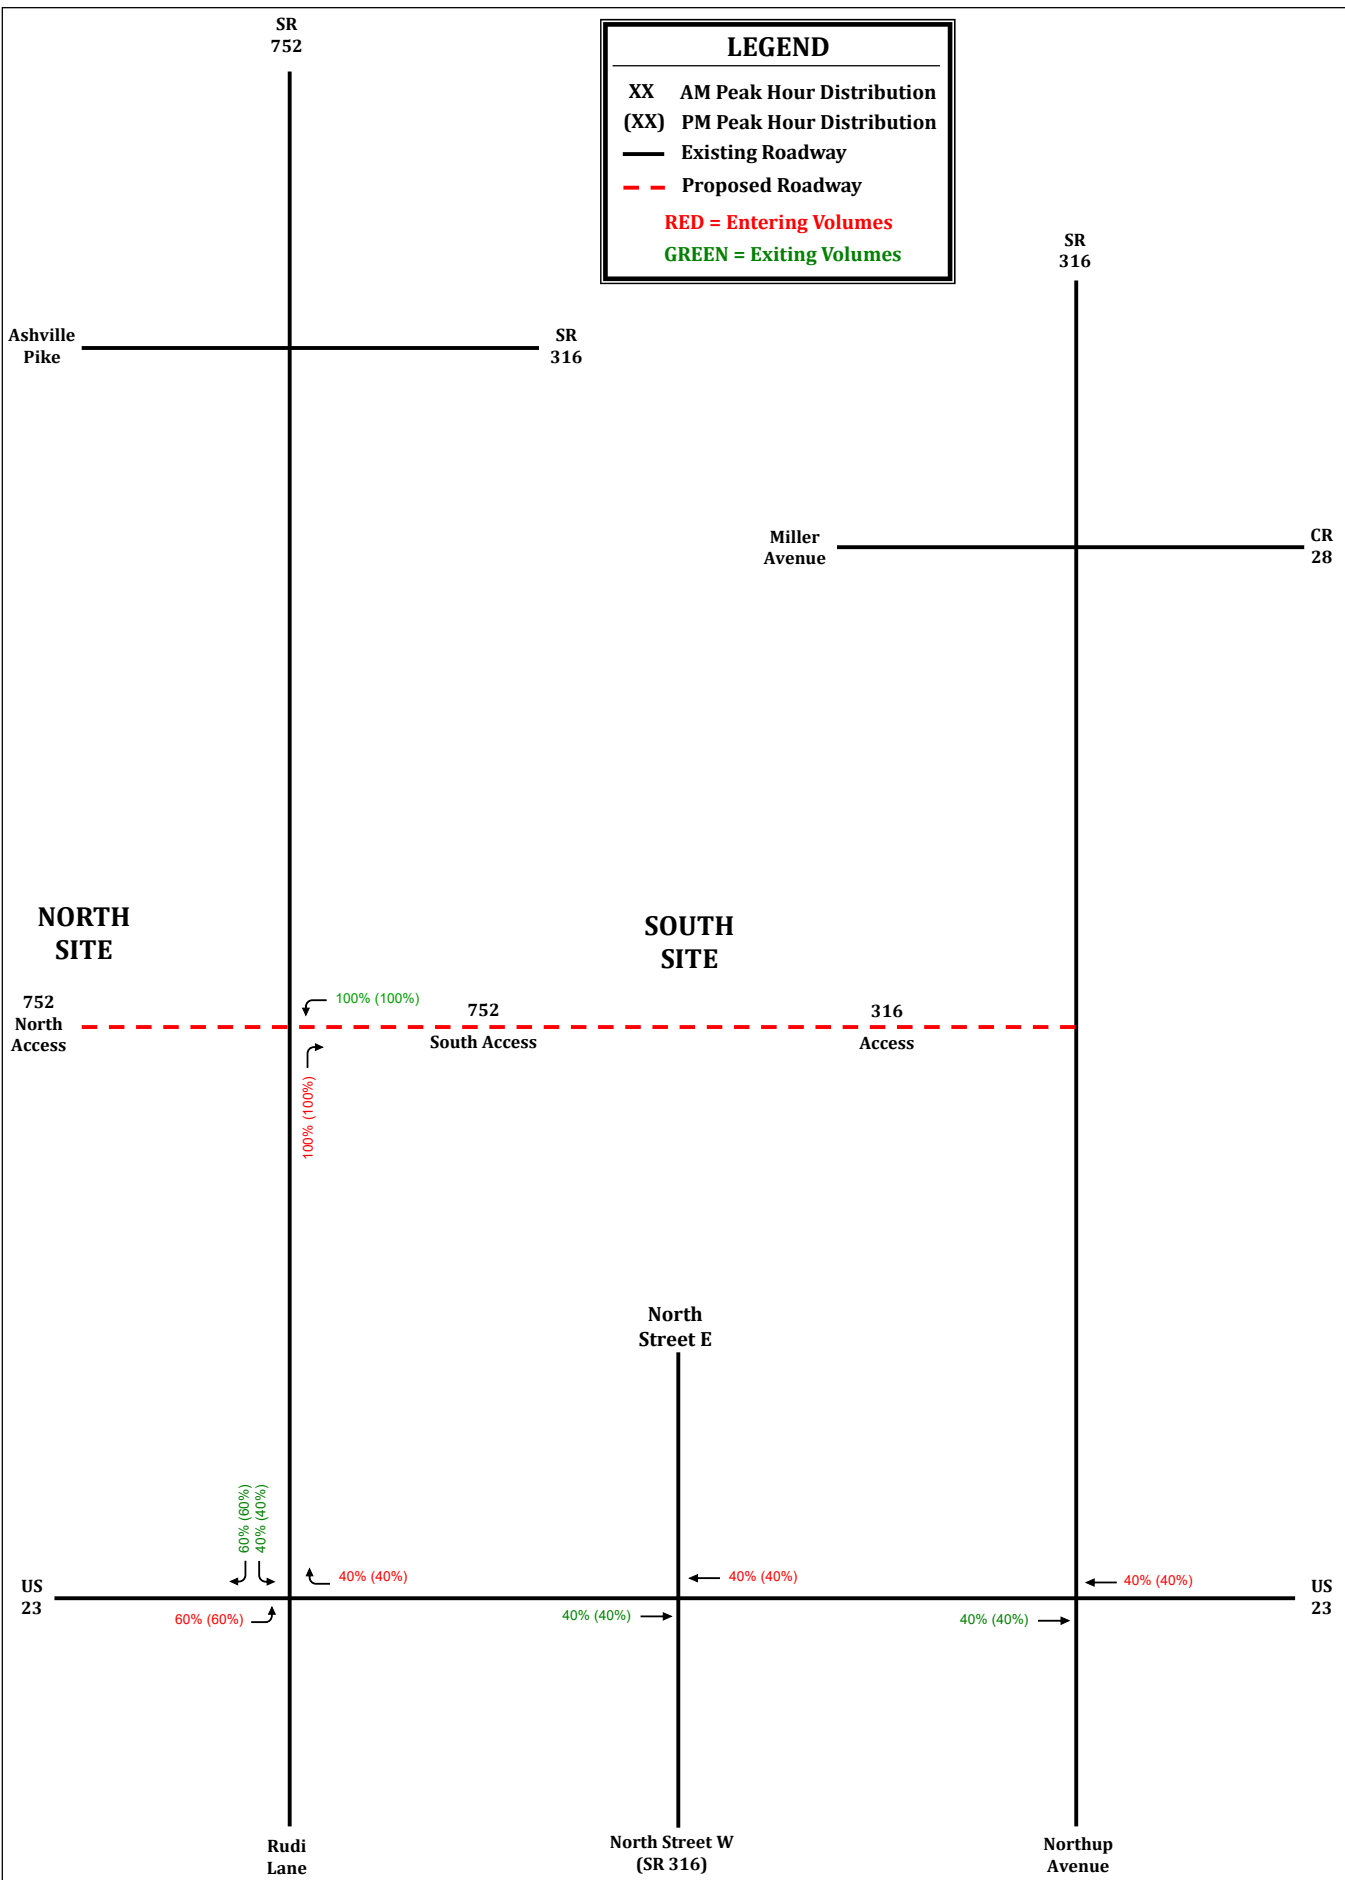 SR
752
LEGEND
XX AM Peak Hour Distribution
(XX) PM Peak Hour Distribution
Existing Roadway
Proposed Roadway
RED = Entering Volumes
GREEN = Exiting Volumes
SR
316
Ashville
Pike
SR
316
Miller
Avenue
CR
28
NORTH
SITE
SOUTH
SITE
752
North
Access
100% (100%)
752
South Access
316
Access
100% (100%)
North
Street E
60% (60%)
40% (40%)
US
23
40% (40%)
40% (40%)
40% (40%)
US
23
60% (60%)
40% (40%)
40% (40%)
Rudi
Lane
North Street W
(SR 316)
Northup
Avenue